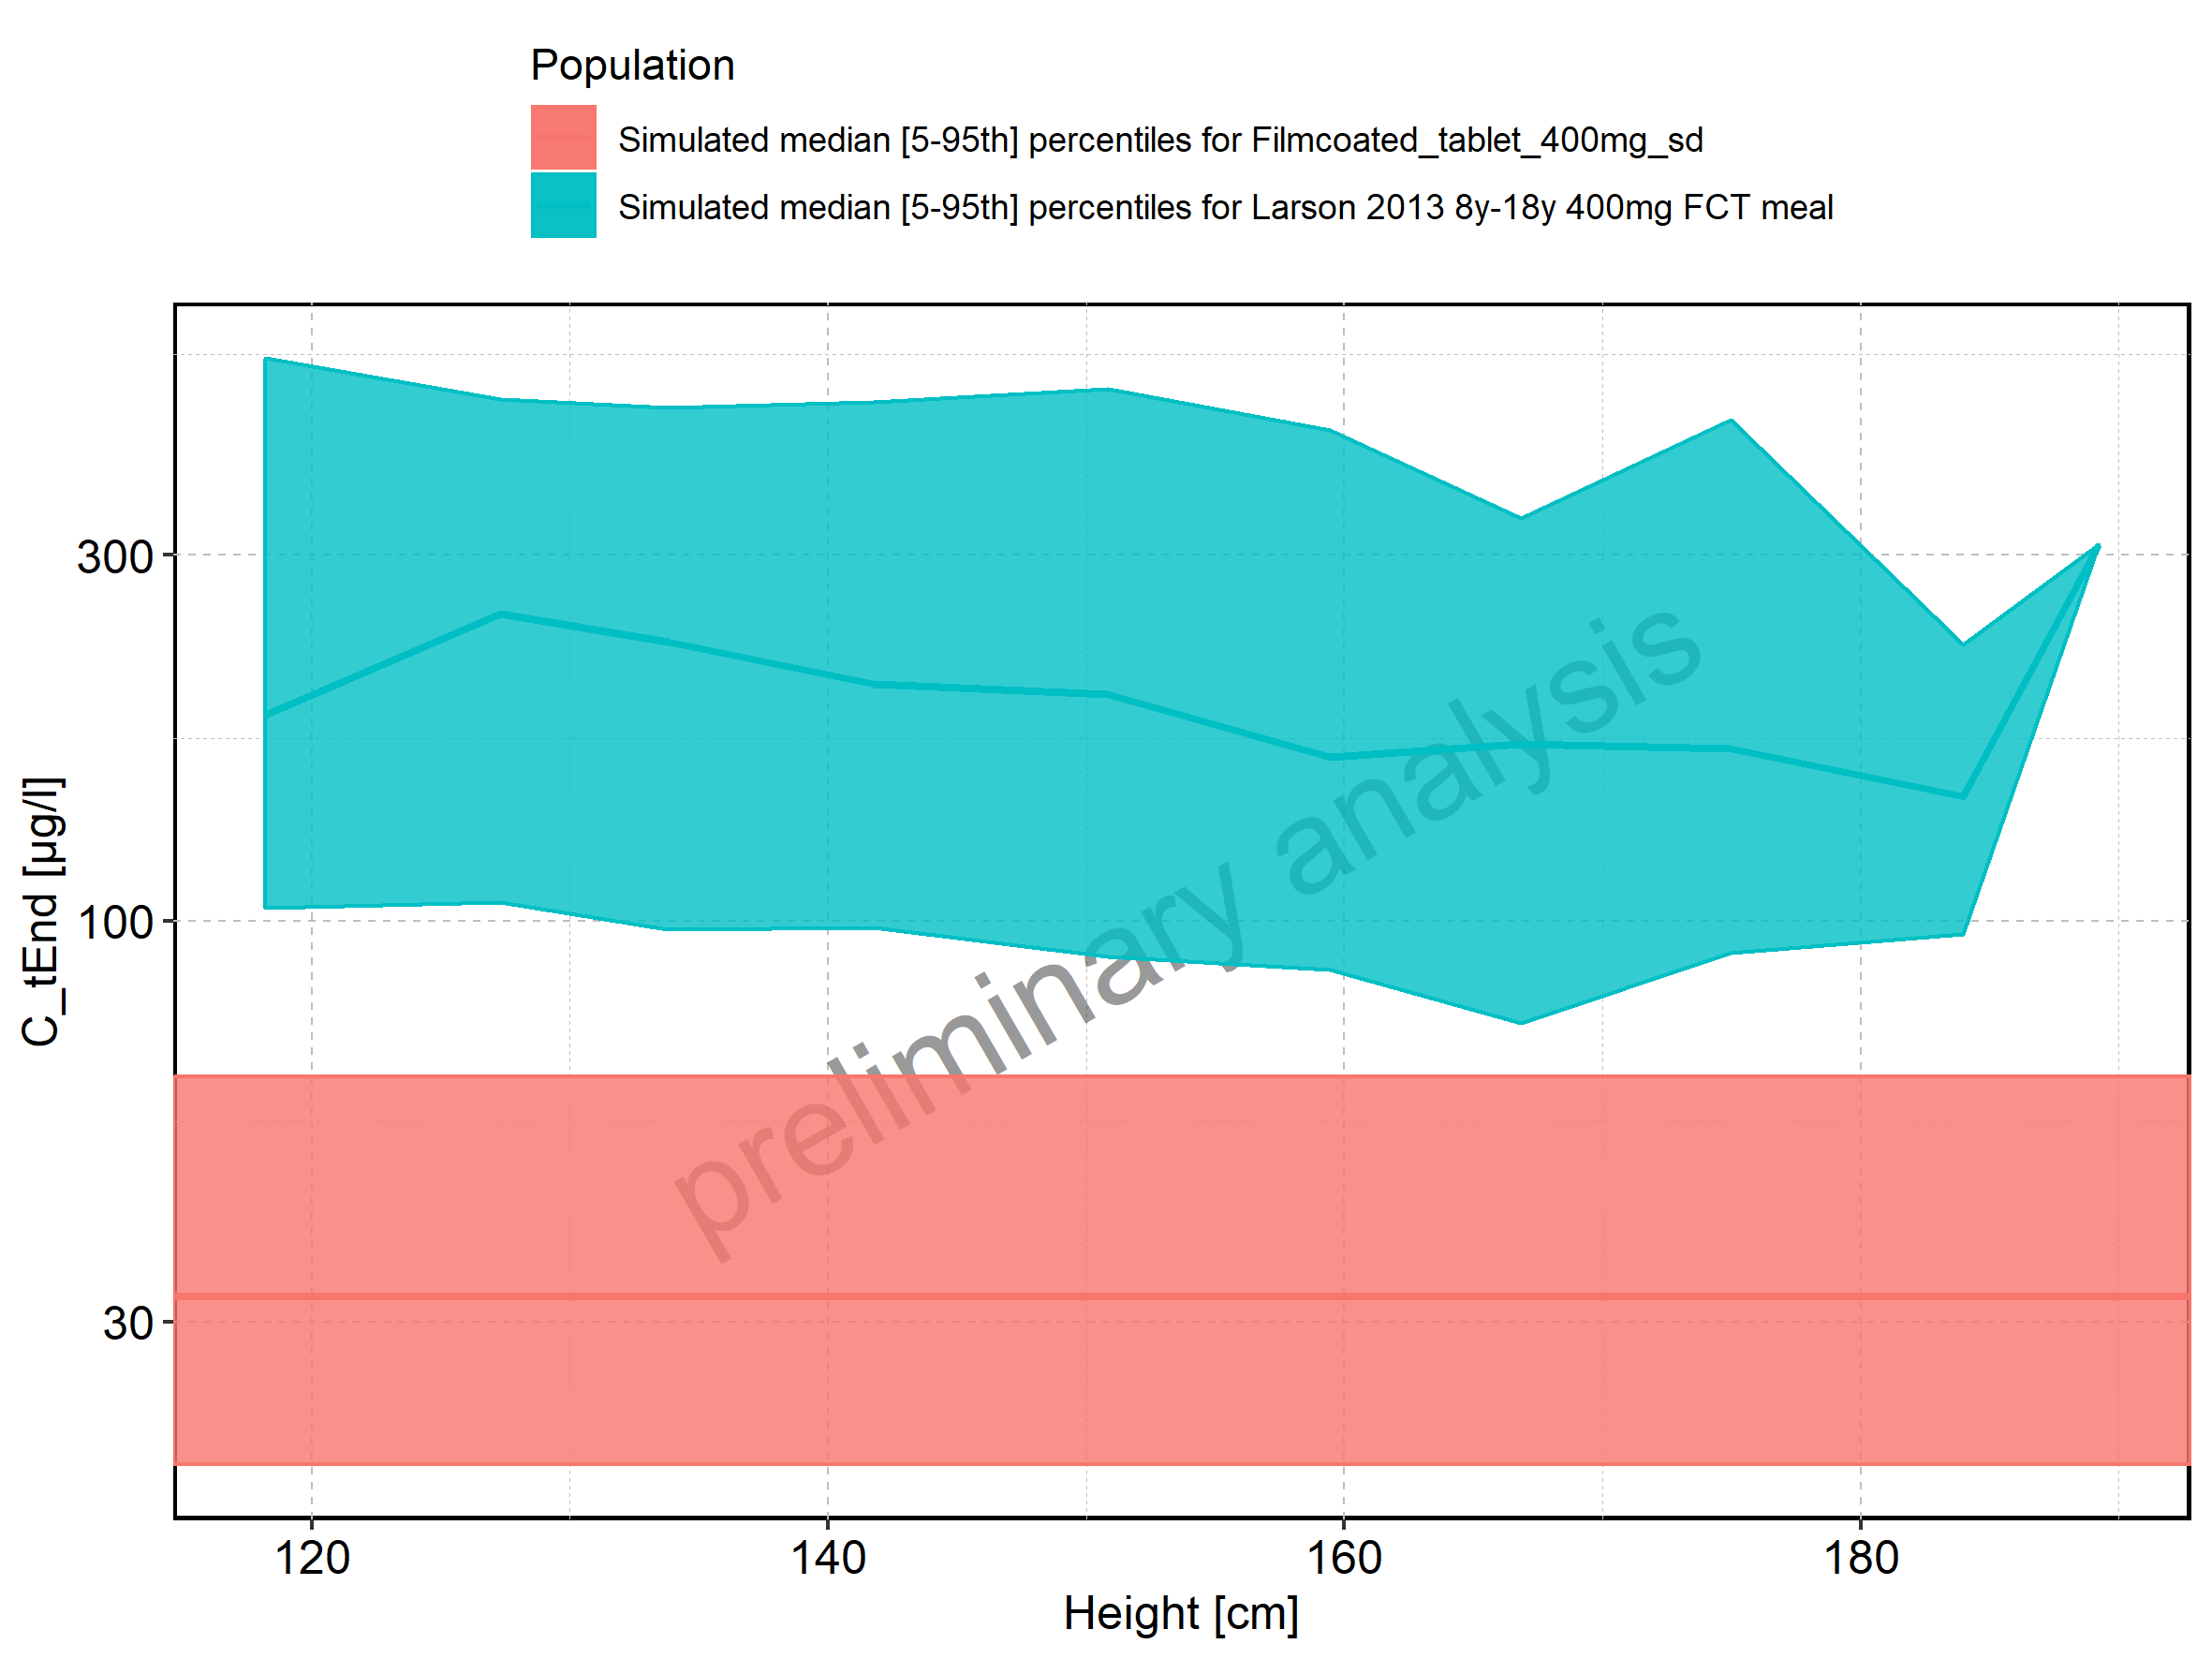 Population
Simulated median [5-95th] percentiles for Filmcoated_tablet_400mg_sd
Simulated median [5-95th] percentiles for Larson 2013 8y-18y 400mg FCT meal
300
100
30
C_tEnd [µg/l]
preliminary analysis
120 140 160 180
Height [cm]